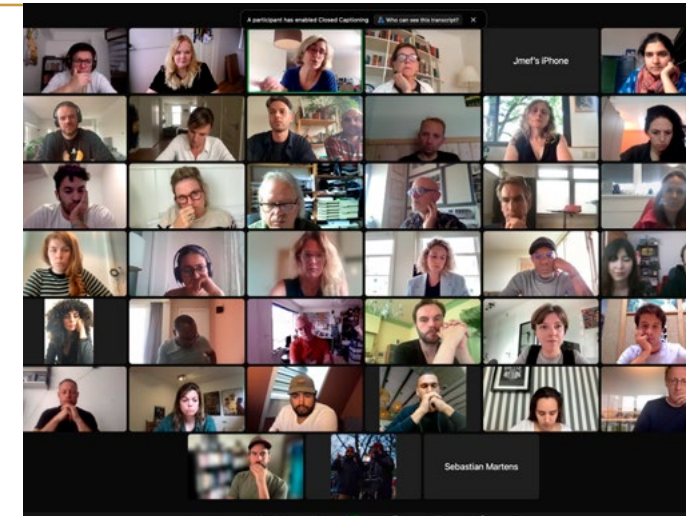 A participant has enabled Closed Captioning Who can see this transcript?
Jmef's iPhone
Sebastian Martens